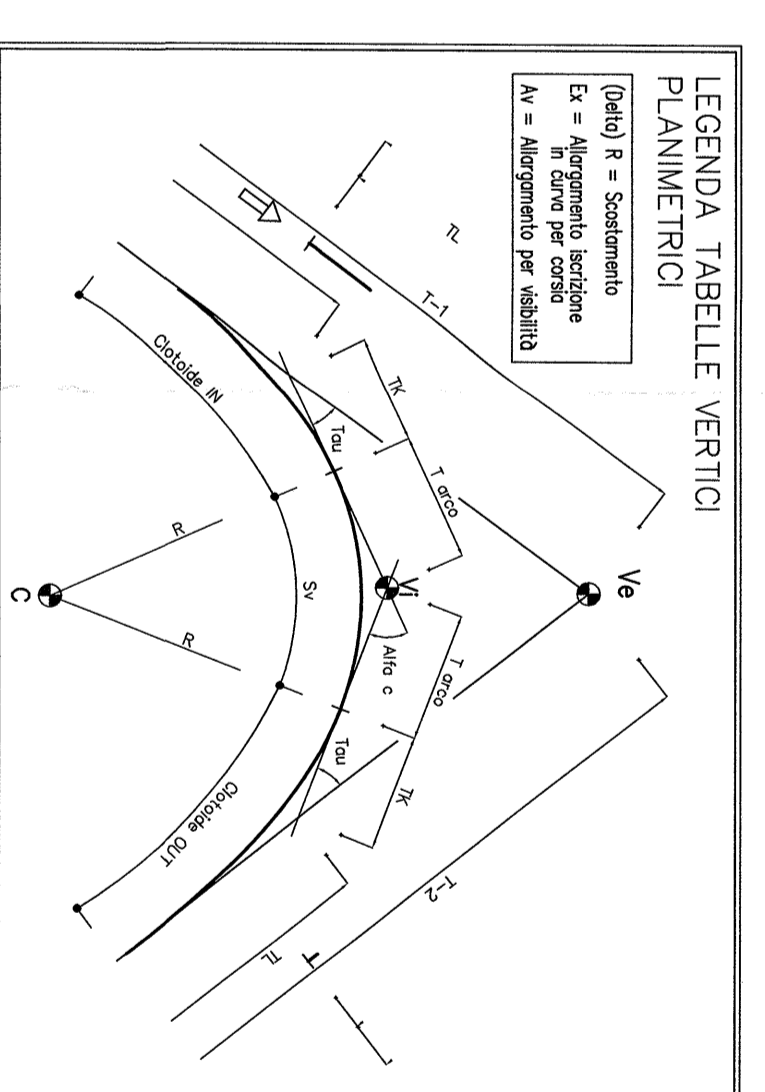 LEGENDA TABELLE VERTICI
PLANIMETRICI
(Delta) R = Scostamento
Ex = Allargamento iscrizione
in curva per corsia
Av = Allargamento per visibilità
TL
T-1
TK
T arco
Ve
Vi
T arco
TK
T-2
TL
Tau
Alfa c
Tau
Clotoide IN
Sv
Clotoide OUT
R
R
C